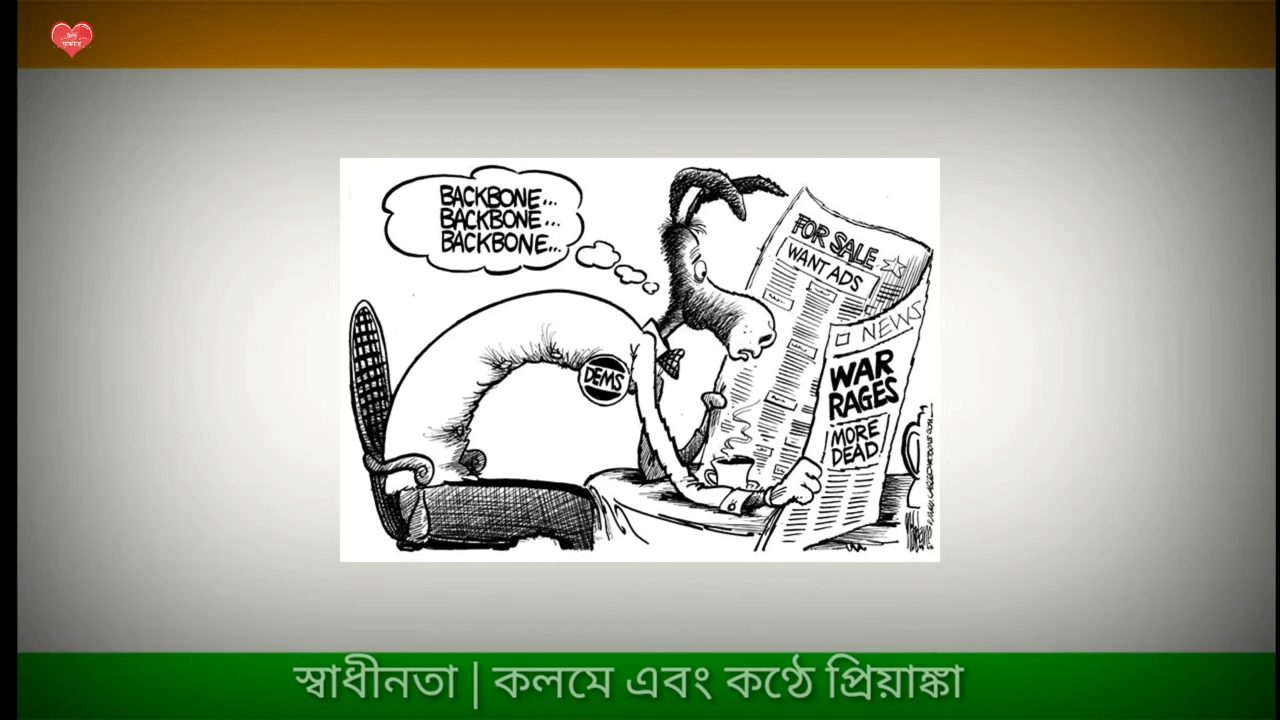 BACKBONE...
BACKBONE...
BACKBONE...
FOR SALE
WANT ADS
NEWS
WAR
RAGES
MORE
DEAD
DEMS
স্বাধীনতা | কলমে এবং কণ্ঠে প্রিয়াঙ্কা